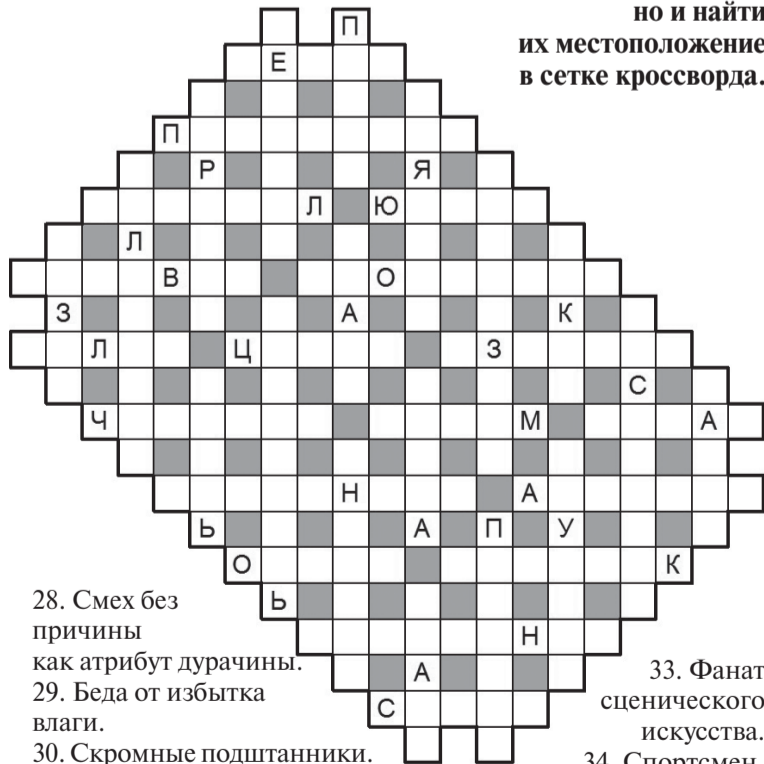 но и найти
их местоположение
в сетке кроссворда.
П
Е
П
Р Я
Л Ю
Л
В О
З А К
Л Ц З
С
Ч М А
Н А
Ь А П У
О К
Ь
Н
А
С
28. Смех без
причины
как атрибут дурачины.
29. Беда от избытка
влаги.
30. Скромные подштанники.
33. Фанат
сценического
искусства.
34. Спортсмен,